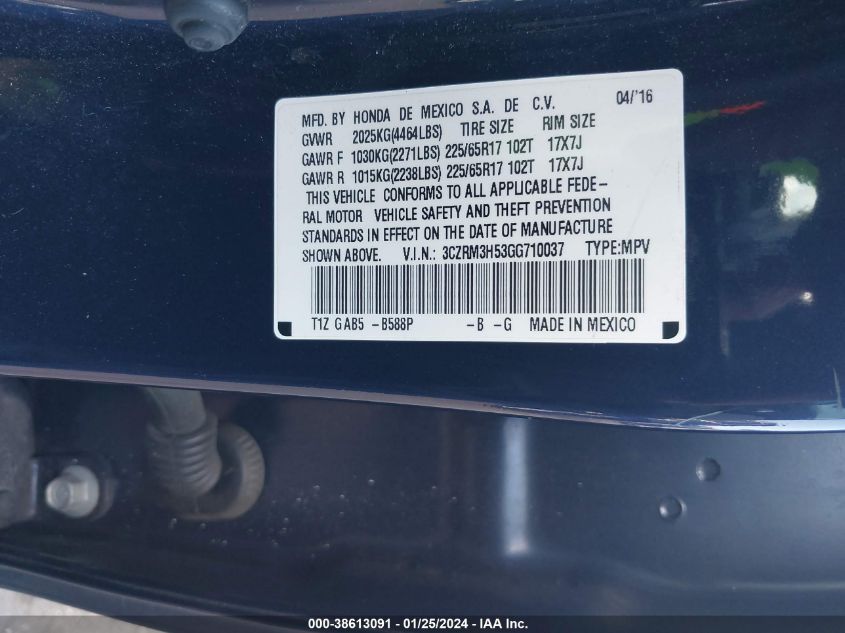 MFD. BY HONDA DE MEXICO S.A. DE C.V. 04/'16
GVWR 2025KG(4464LBS) TIRE SIZE RIM SIZE
GAWR F 1030KG(2271LBS) 225/65R17 102T 17X7J
GAWR R 1015KG(2238LBS) 225/65R17 102T 17X7J
THIS VEHICLE CONFORMS TO ALL APPLICABLE FEDE-
RAL MOTOR VEHICLE SAFETY AND THEFT PREVENTION
STANDARDS IN EFFECT ON THE DATE OF MANUFACTURE
SHOWN ABOVE. V.I.N.: 3CZRM3H53GG710037 TYPE:MPV
T1Z GAB5 -B588P -B -G MADE IN MEXICO
000-38613091 - 01/25/2024 - IAA Inc.